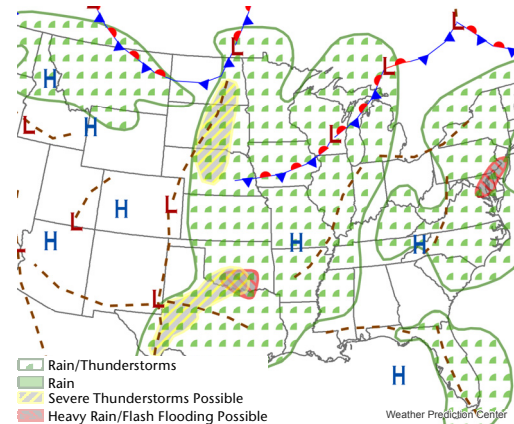 L
L
L
L
H
L
H
L
H
L
L
H
H
H
L
H
Rain/Thunderstorms
Rain
Severe Thunderstorms Possible
Heavy Rain/Flash Flooding Possible
Weather Prediction Center